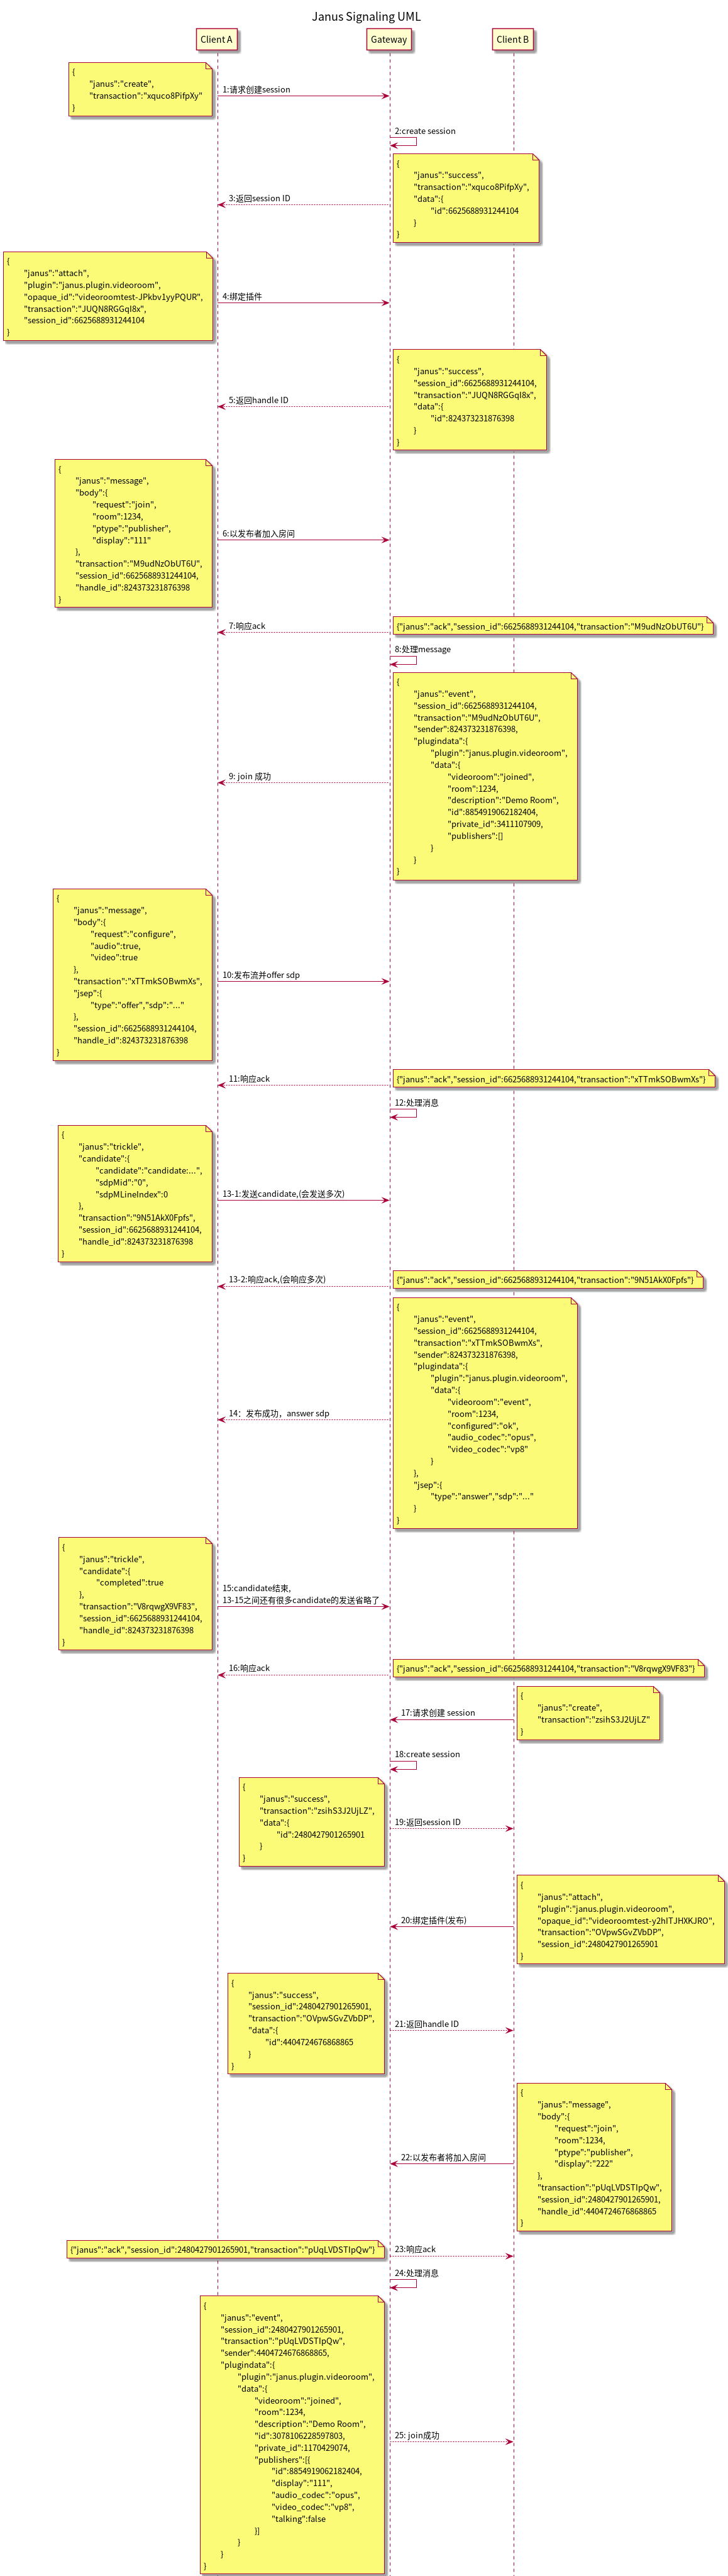 Janus Signaling UML
Client A
Gateway
Client B
{
"janus":"create",
"transaction":"xquco8PifpXy"
}
1:请求创建session
2:create session
{
"janus":"success",
"transaction":"xquco8PifpXy",
"data":{
"id":6625688931244104
}
}
3:返回session ID
{
"janus":"attach",
"plugin":"janus.plugin.videoroom",
"opaque_id":"videoroomtest-JPkbv1yyPQUR",
"transaction":"JUQN8RGGqI8x",
"session_id":6625688931244104
}
4:绑定插件
{
"janus":"success",
"session_id":6625688931244104,
"transaction":"JUQN8RGGqI8x",
"data":{
"id":824373231876398
}
}
5:返回handle ID
{
"janus":"message",
"body":{
"request":"join",
"room":1234,
"ptype":"publisher",
"display":"111"
},
"transaction":"M9udNzObUT6U",
"session_id":6625688931244104,
"handle_id":824373231876398
}
6:以发布者加入房间
7:响应ack
{"janus":"ack","session_id":6625688931244104,"transaction":"M9udNzObUT6U"}
8:处理message
{
"janus":"event",
"session_id":6625688931244104,
"transaction":"M9udNzObUT6U",
"sender":824373231876398,
"plugindata":{
"plugin":"janus.plugin.videoroom",
"data":{
"videoroom":"joined",
"room":1234,
"description":"Demo Room",
"id":8854919062182404,
"private_id":3411107909,
"publishers":[]
}
}
}
9: join 成功
{
"janus":"message",
"body":{
"request":"configure",
"audio":true,
"video":true
},
"transaction":"xTTmkSOBwmXs",
"jsep":{
"type":"offer","sdp":"..."
},
"session_id":6625688931244104,
"handle_id":824373231876398
}
10:发布流并offer sdp
11:响应ack
{"janus":"ack","session_id":6625688931244104,"transaction":"xTTmkSOBwmXs"}
12:处理消息
{
"janus":"trickle",
"candidate":{
"candidate":"candidate:...",
"sdpMid":"0",
"sdpMLineIndex":0
},
"transaction":"9N51AkX0Fpfs",
"session_id":6625688931244104,
"handle_id":824373231876398
}
13-1:发送candidate,(会发送多次)
13-2:响应ack,(会响应多次)
{"janus":"ack","session_id":6625688931244104,"transaction":"9N51AkX0Fpfs"}
{
"janus":"event",
"session_id":6625688931244104,
"transaction":"xTTmkSOBwmXs",
"sender":824373231876398,
"plugindata":{
"plugin":"janus.plugin.videoroom",
"data":{
"videoroom":"event",
"room":1234,
"configured":"ok",
"audio_codec":"opus",
"video_codec":"vp8"
}
},
"jsep":{
"type":"answer","sdp":"..."
}
}
14：发布成功，answer sdp
{
"janus":"trickle",
"candidate":{
"completed":true
},
"transaction":"V8rqwgX9VF83",
"session_id":6625688931244104,
"handle_id":824373231876398
}
15:candidate结束,
13-15之间还有很多candidate的发送省略了
16:响应ack
{"janus":"ack","session_id":6625688931244104,"transaction":"V8rqwgX9VF83"}
17:请求创建 session
{
"janus":"create",
"transaction":"zsihS3J2UjLZ"
}
18:create session
{
"janus":"success",
"transaction":"zsihS3J2UjLZ",
"data":{
"id":2480427901265901
}
}
19:返回session ID
20:绑定插件(发布)
{
"janus":"attach",
"plugin":"janus.plugin.videoroom",
"opaque_id":"videoroomtest-y2hITJHXKJRO",
"transaction":"OVpwSGvZVbDP",
"session_id":2480427901265901
}
{
"janus":"success",
"session_id":2480427901265901,
"transaction":"OVpwSGvZVbDP",
"data":{
"id":4404724676868865
}
}
21:返回handle ID
22:以发布者将加入房间
{
"janus":"message",
"body":{
"request":"join",
"room":1234,
"ptype":"publisher",
"display":"222"
},
"transaction":"pUqLVDSTIpQw",
"session_id":2480427901265901,
"handle_id":4404724676868865
}
{"janus":"ack","session_id":2480427901265901,"transaction":"pUqLVDSTIpQw"}
23:响应ack
24:处理消息
{
"janus":"event",
"session_id":2480427901265901,
"transaction":"pUqLVDSTIpQw",
"sender":4404724676868865,
"plugindata":{
"plugin":"janus.plugin.videoroom",
"data":{
"videoroom":"joined",
"room":1234,
"description":"Demo Room",
"id":3078106228597803,
"private_id":1170429074,
"publishers":[{
"id":8854919062182404,
"display":"111",
"audio_codec":"opus",
"video_codec":"vp8",
"talking":false
}]
}
}
}
25: join成功